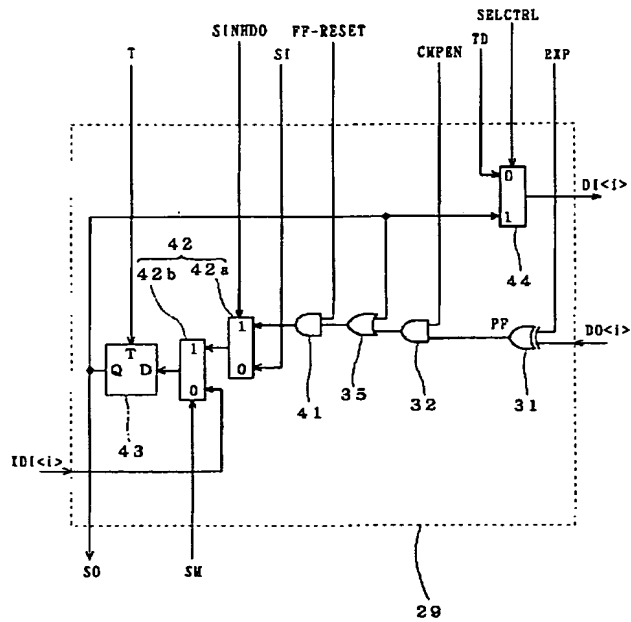 SELCTRL
SINHDO FF-RESET
TD
T
SI
CMPEN
EXP
0
DI<i>
1
42
44
42b 42a
1
PF
DO<i>
1
0
T
Q D
0
41
35
32
31
43
XDI<i>
SO
SM
29